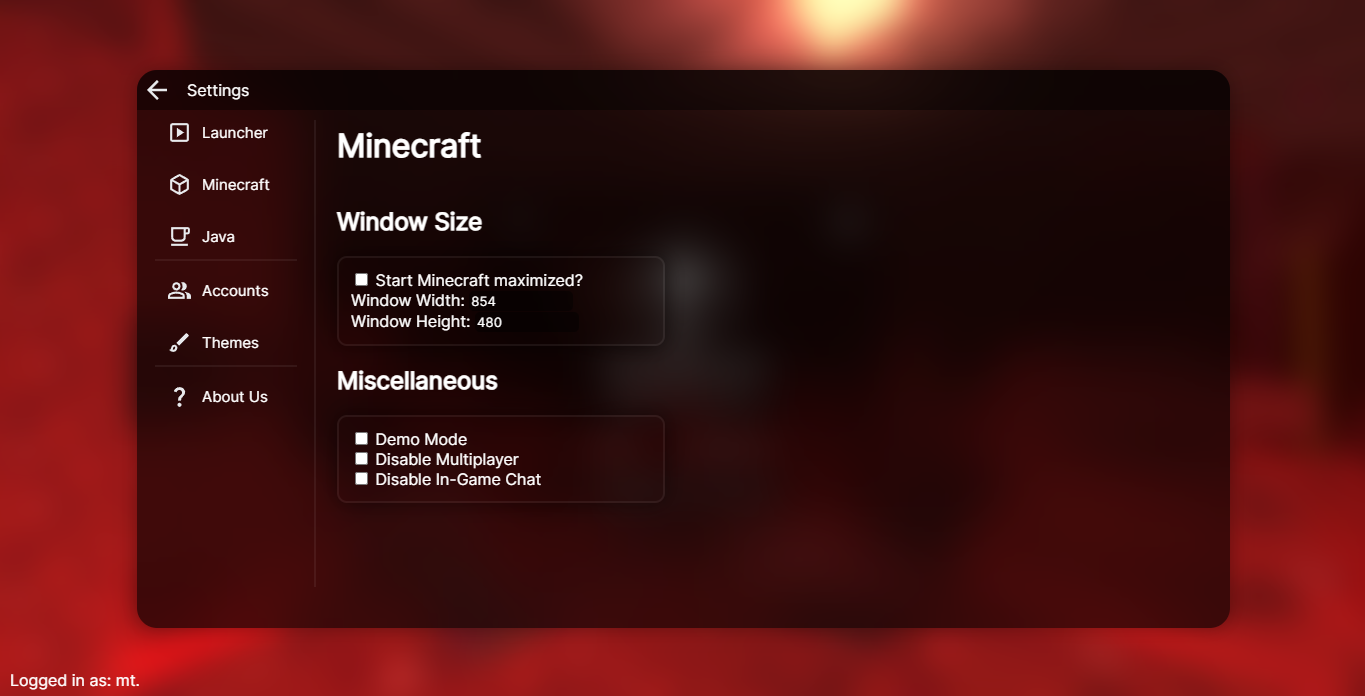 Settings
Launcher
Minecraft
Java
Accounts
Themes
About Us
Minecraft
Window Size
Start Minecraft maximized?
Window Width: 854
Window Height: 480
Miscellaneous
Demo Mode
Disable Multiplayer
Disable In-Game Chat
Logged in as: mt.